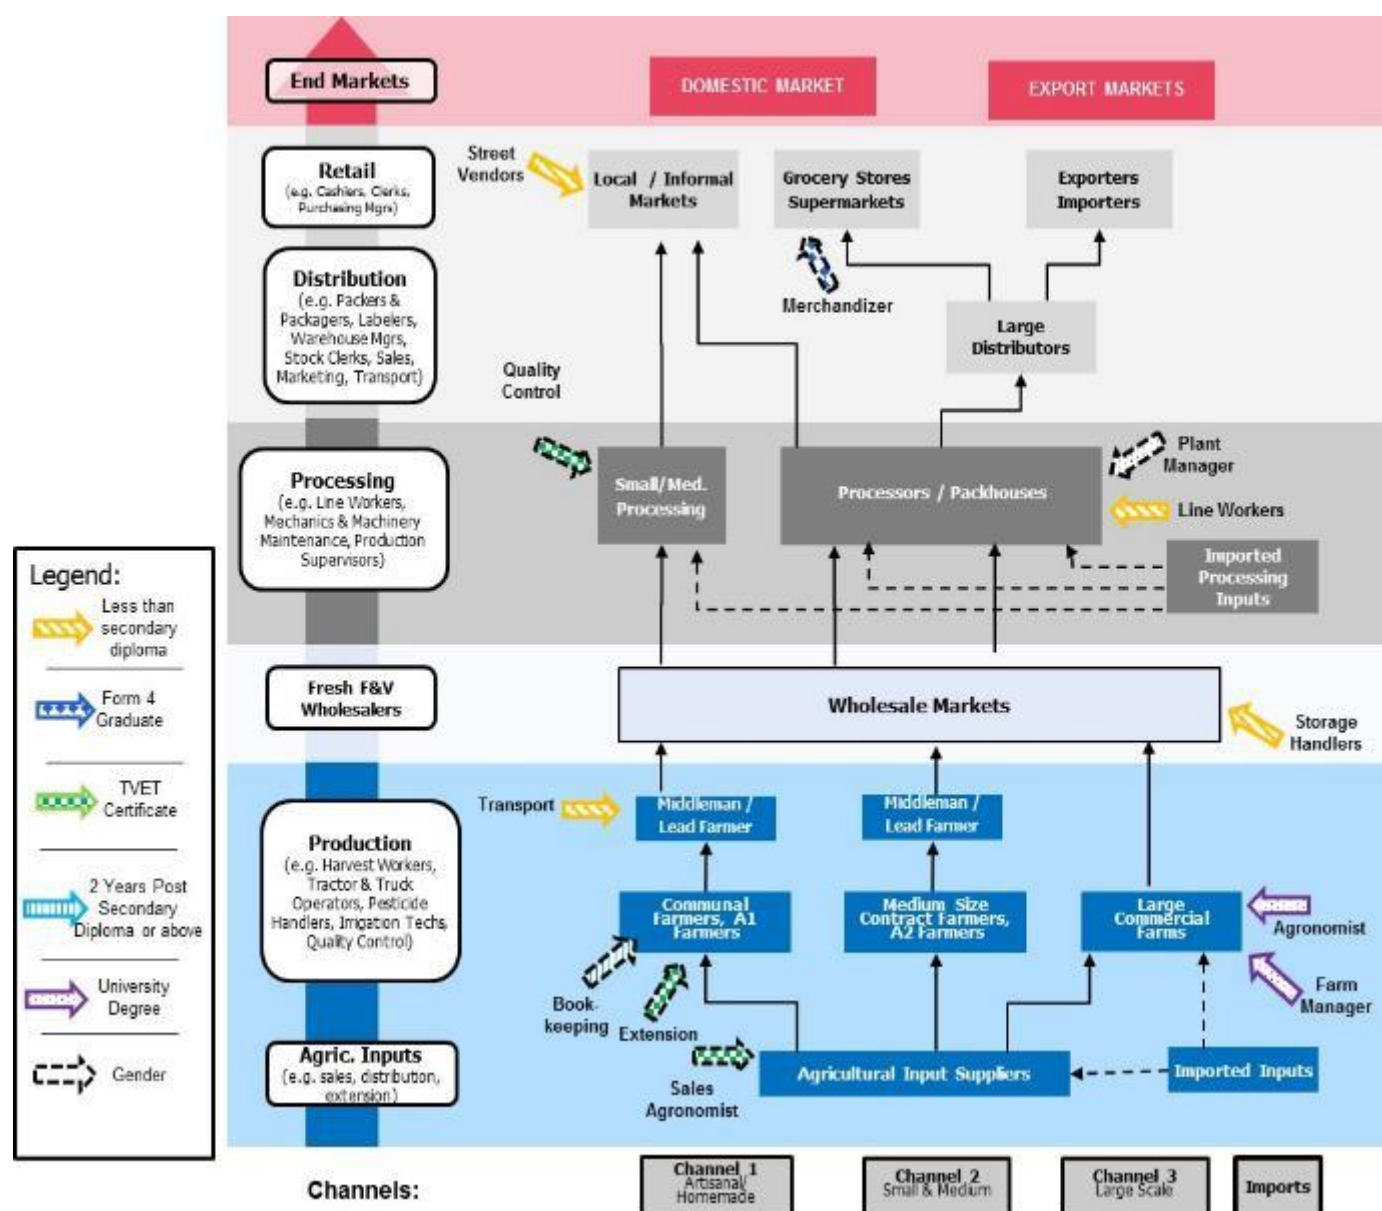 End Markets
DOMESTIC MARKET
EXPORT MARKETS
Retail
(e.g. Cashiers, Clerks,
Purchasing Mgrs)
Street
Vendors
Local / Informal
Markets
Grocery Stores
Supermarkets
Exporters
Importers
Distribution
(e.g. Packers &
Packagers, Labelers,
Warehouse Mgrs,
Stock Clerks, Sales,
Marketing, Transport)
Merchandizer
Large
Distributors
Quality
Control
Processing
(e.g. Line Workers,
Mechanics & Machinery
Maintenance, Production
Supervisors)
Small/Med.
Processing
Processors / Packhouses
Plant
Manager
Line Workers
Imported
Processing
Inputs
Legend:
Less than
secondary
diploma
Form 4
Graduate
TVET
Certificate
2 Years Post
Secondary
Diploma or above
University
Degree
Gender
Fresh F&V
Wholesalers
Wholesale Markets
Storage
Handlers
Production
(e.g. Harvest Workers,
Tractor & Truck
Operators, Pesticide
Handlers, Irrigation Techs,
Quality Control)
Transport
Middleman /
Lead Farmer
Middleman /
Lead Farmer
Communal
Farmers, A1
Farmers
Medium Size
Contract Farmers,
A2 Farmers
Large
Commercial
Farms
Agronomist
Farm
Manager
Book-
keeping
Extension
Agric. Inputs
(e.g. sales, distribution,
extension)
Sales
Agronomist
Agricultural Input Suppliers
Imported Inputs
Channels:
Channel 1
Artisanal/
Homemade
Channel 2
Small & Medium
Channel 3
Large Scale
Imports